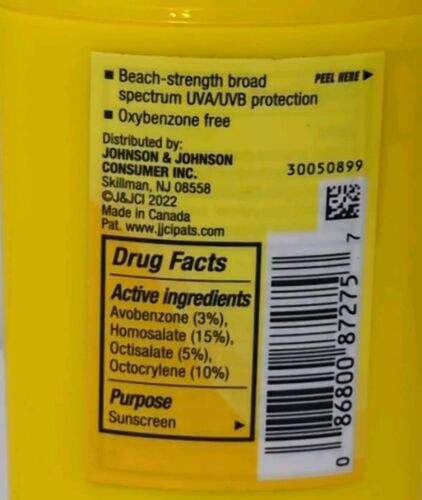 ■ Beach-strength broad
spectrum UVA/UVB protection
PEEL HERE ▶
■ Oxybenzone free
Distributed by:
JOHNSON & JOHNSON
CONSUMER INC.
Skillman, NJ 08558
©J&JCI 2022
Made in Canada
Pat. www.jjcipats.com
30050899
Drug Facts
Active ingredients
Avobenzone (3%),
Homosalate (15%),
Octisalate (5%),
Octocrylene (10%)
Purpose
Sunscreen ▶
0 86800 87275 7